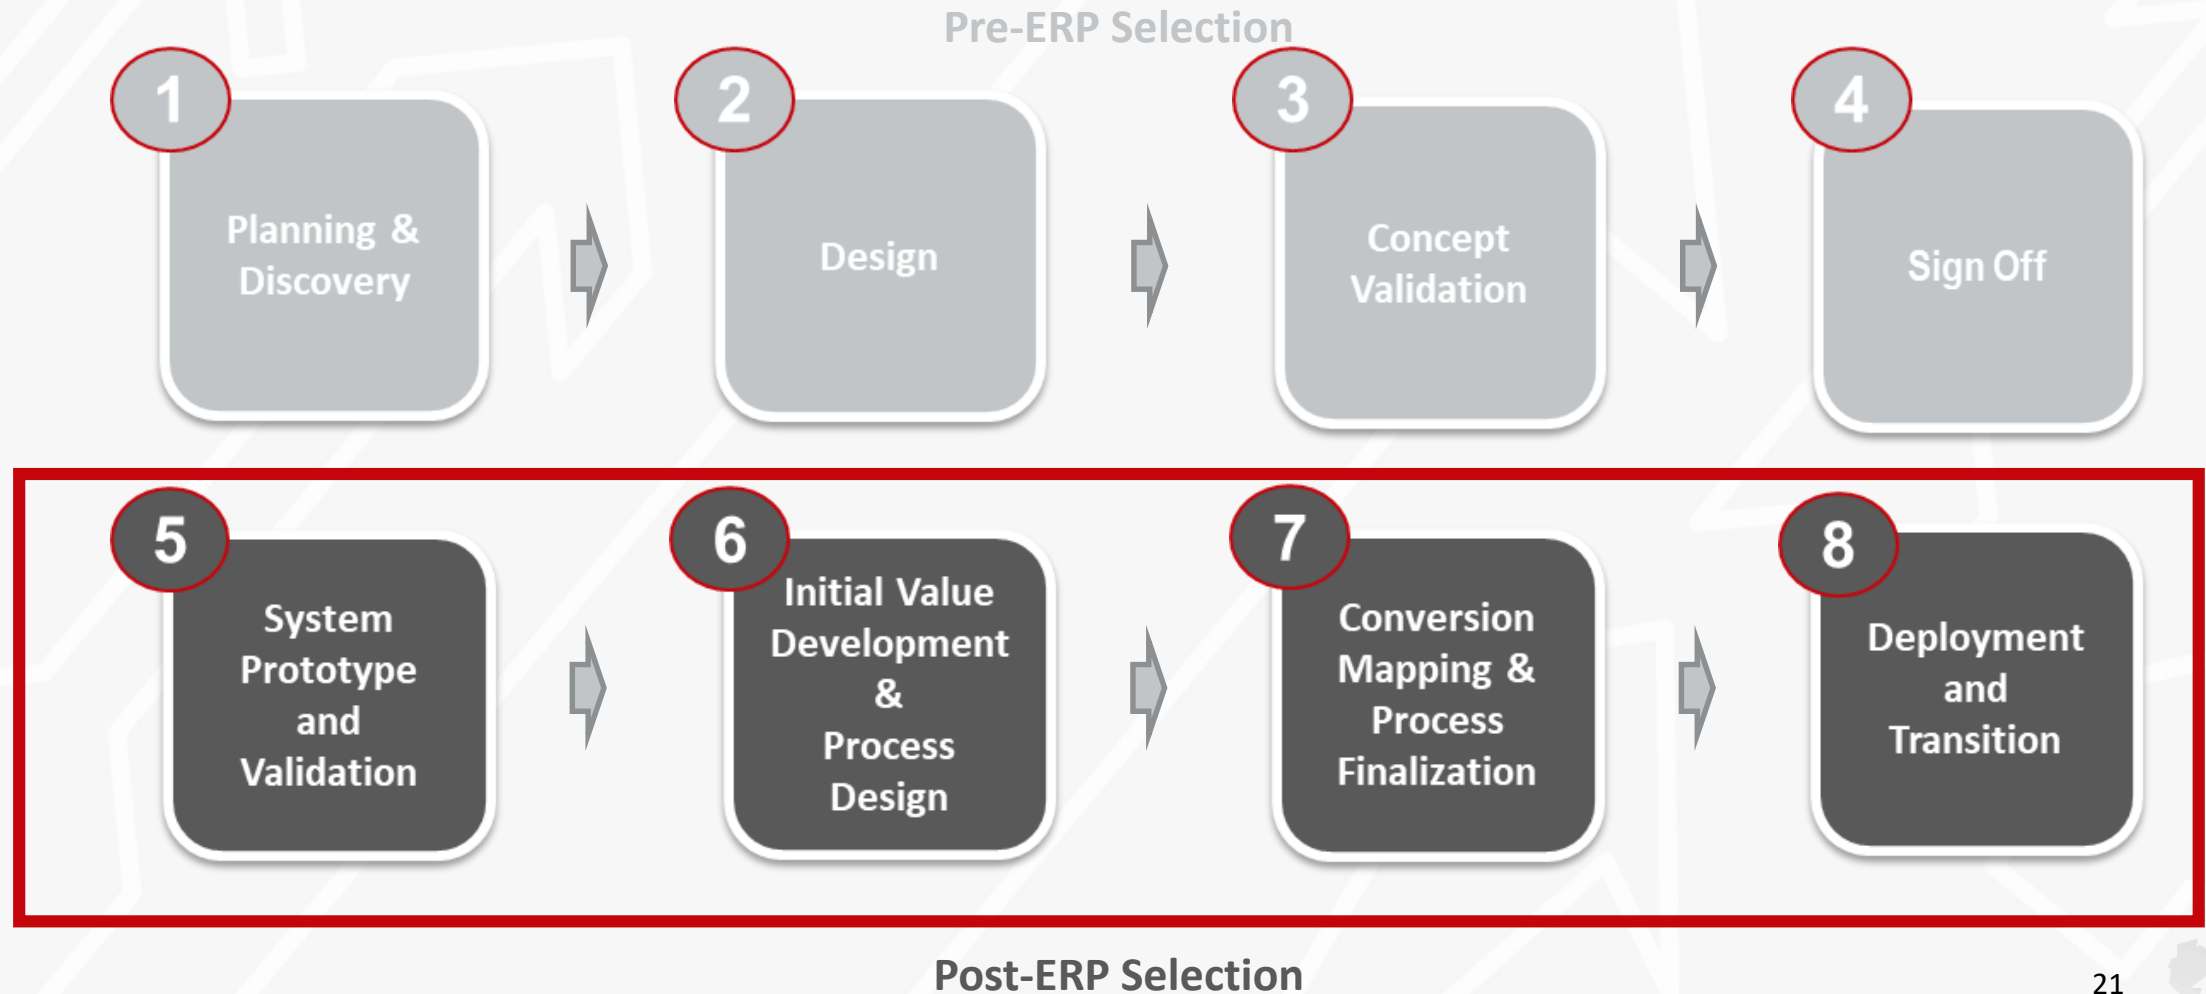 Pre-ERP Selection
1
Planning &
Discovery
2
Design
3
Concept
Validation
4
Sign Off
5
System
Prototype
and
Validation
6
Initial Value
Development
&
Process
Design
7
Conversion
Mapping &
Process
Finalization
8
Deployment
and
Transition
Post-ERP Selection
21